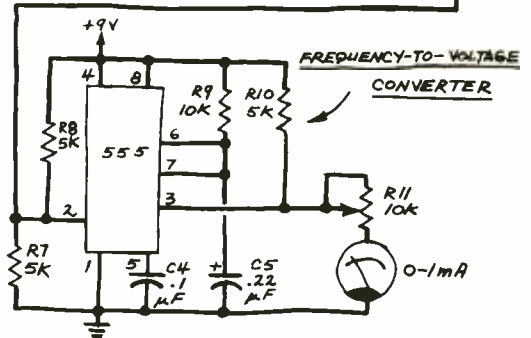 +9V
FREQUENCY-TO-VOLTAGE
CONVERTER
4
8
R9
10K
R10
5K
R8
5K
555
6
7
3
2
R11
10K
R7
5K
1
5
C4
.1
μF
+
C5
.22
μF
0-1mA